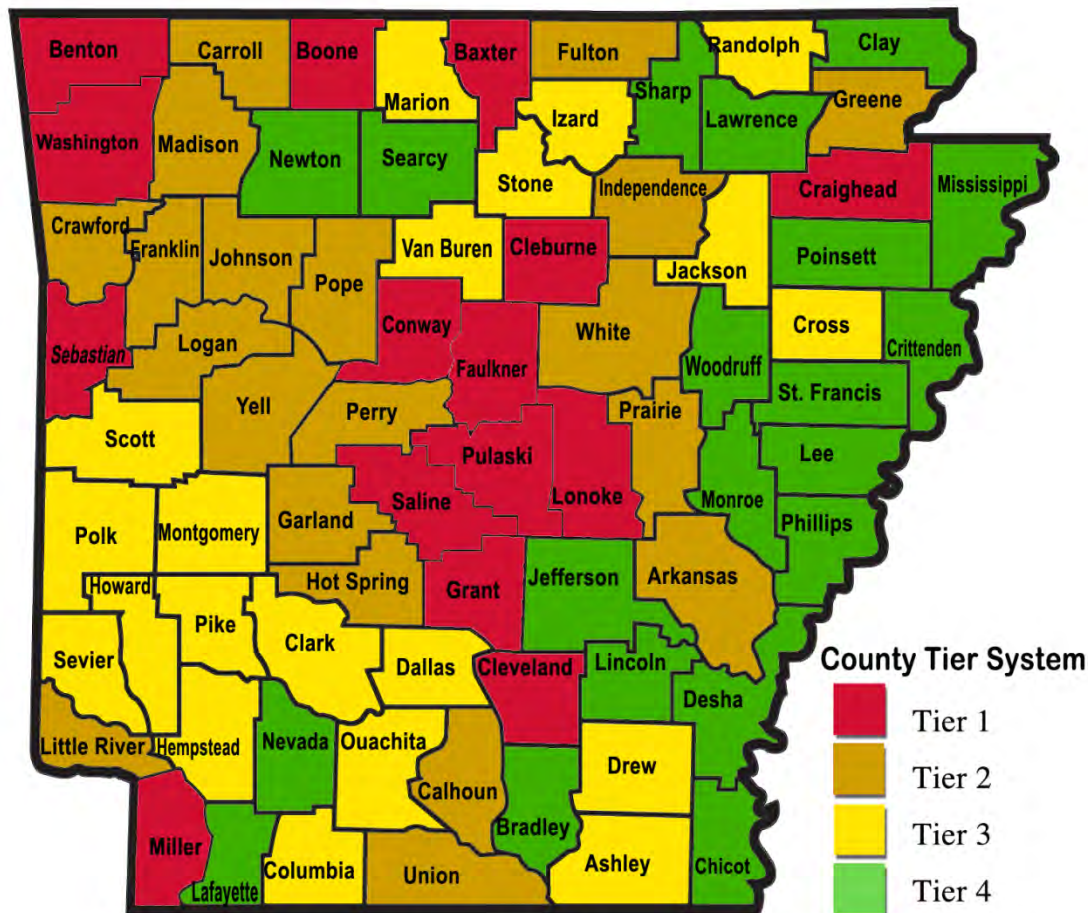 Benton
Carroll
Boone
Baxter
Fulton
Randolph
Clay
Marion
Sharp
Greene
Izard
Lawrence
Washington
Madison
Newton
Searcy
Stone
Independence
Craighead
Mississippi
Crawford
Franklin
Johnson
Van Buren
Cleburne
Jackson
Poinsett
Pope
Conway
White
Cross
Crittenden
Sebastian
Logan
Faulkner
Woodruff
St. Francis
Yell
Perry
Prairie
Scott
Pulaski
Lee
Saline
Lonoke
Monroe
Polk
Montgomery
Garland
Phillips
Howard
Hot Spring
Grant
Jefferson
Arkansas
Pike
Clark
Sevier
Dallas
Cleveland
Lincoln
Desha
Little River
Hempstead
Nevada
Ouachita
Calhoun
Drew
Bradley
Miller
Lafayette
Columbia
Union
Ashley
Chicot
County Tier System
Tier 1
Tier 2
Tier 3
Tier 4